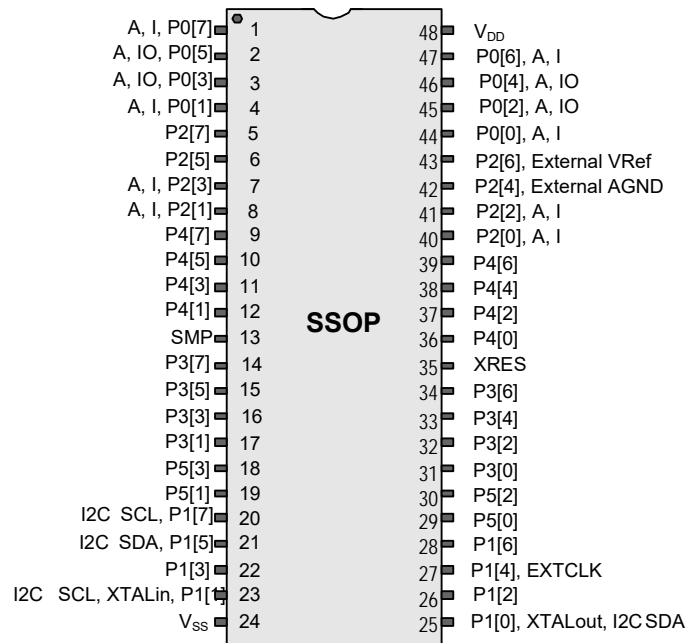 A, I, P0[7] 1 48 VDD
A, IO, P0[5] 2 47 P0[6], A, I
A, IO, P0[3] 3 46 P0[4], A, IO
A, I, P0[1] 4 45 P0[2], A, IO
P2[7] 5 44 P0[0], A, I
P2[5] 6 43 P2[6], External VRef
A, I, P2[3] 7 42 P2[4], External AGND
A, I, P2[1] 8 41 P2[2], A, I
P4[7] 9 40 P2[0], A, I
P4[5] 10 39 P4[6]
P4[3] 11 38 P4[4]
P4[1] 12 37 P4[2]
SSOP
SMP 13 36 P4[0]
P3[7] 14 35 XRES
P3[5] 15 34 P3[6]
P3[3] 16 33 P3[4]
P3[1] 17 32 P3[2]
P5[3] 18 31 P3[0]
P5[1] 19 30 P5[2]
I2C SCL, P1[7] 20 29 P5[0]
I2C SDA, P1[5] 21 28 P1[6]
P1[3] 22 27 P1[4], EXTCLK
I2C SCL, XTALin, P1[1] 23 26 P1[2]
VSS 24 25 P1[0], XTALout, I2C SDA